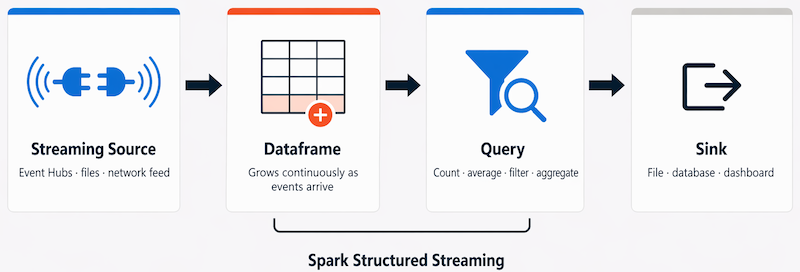 Streaming Source
Event Hubs · files · network feed
Dataframe
Grows continuously as
events arrive
Query
Count · average · filter · aggregate
Sink
File · database · dashboard
Spark Structured Streaming